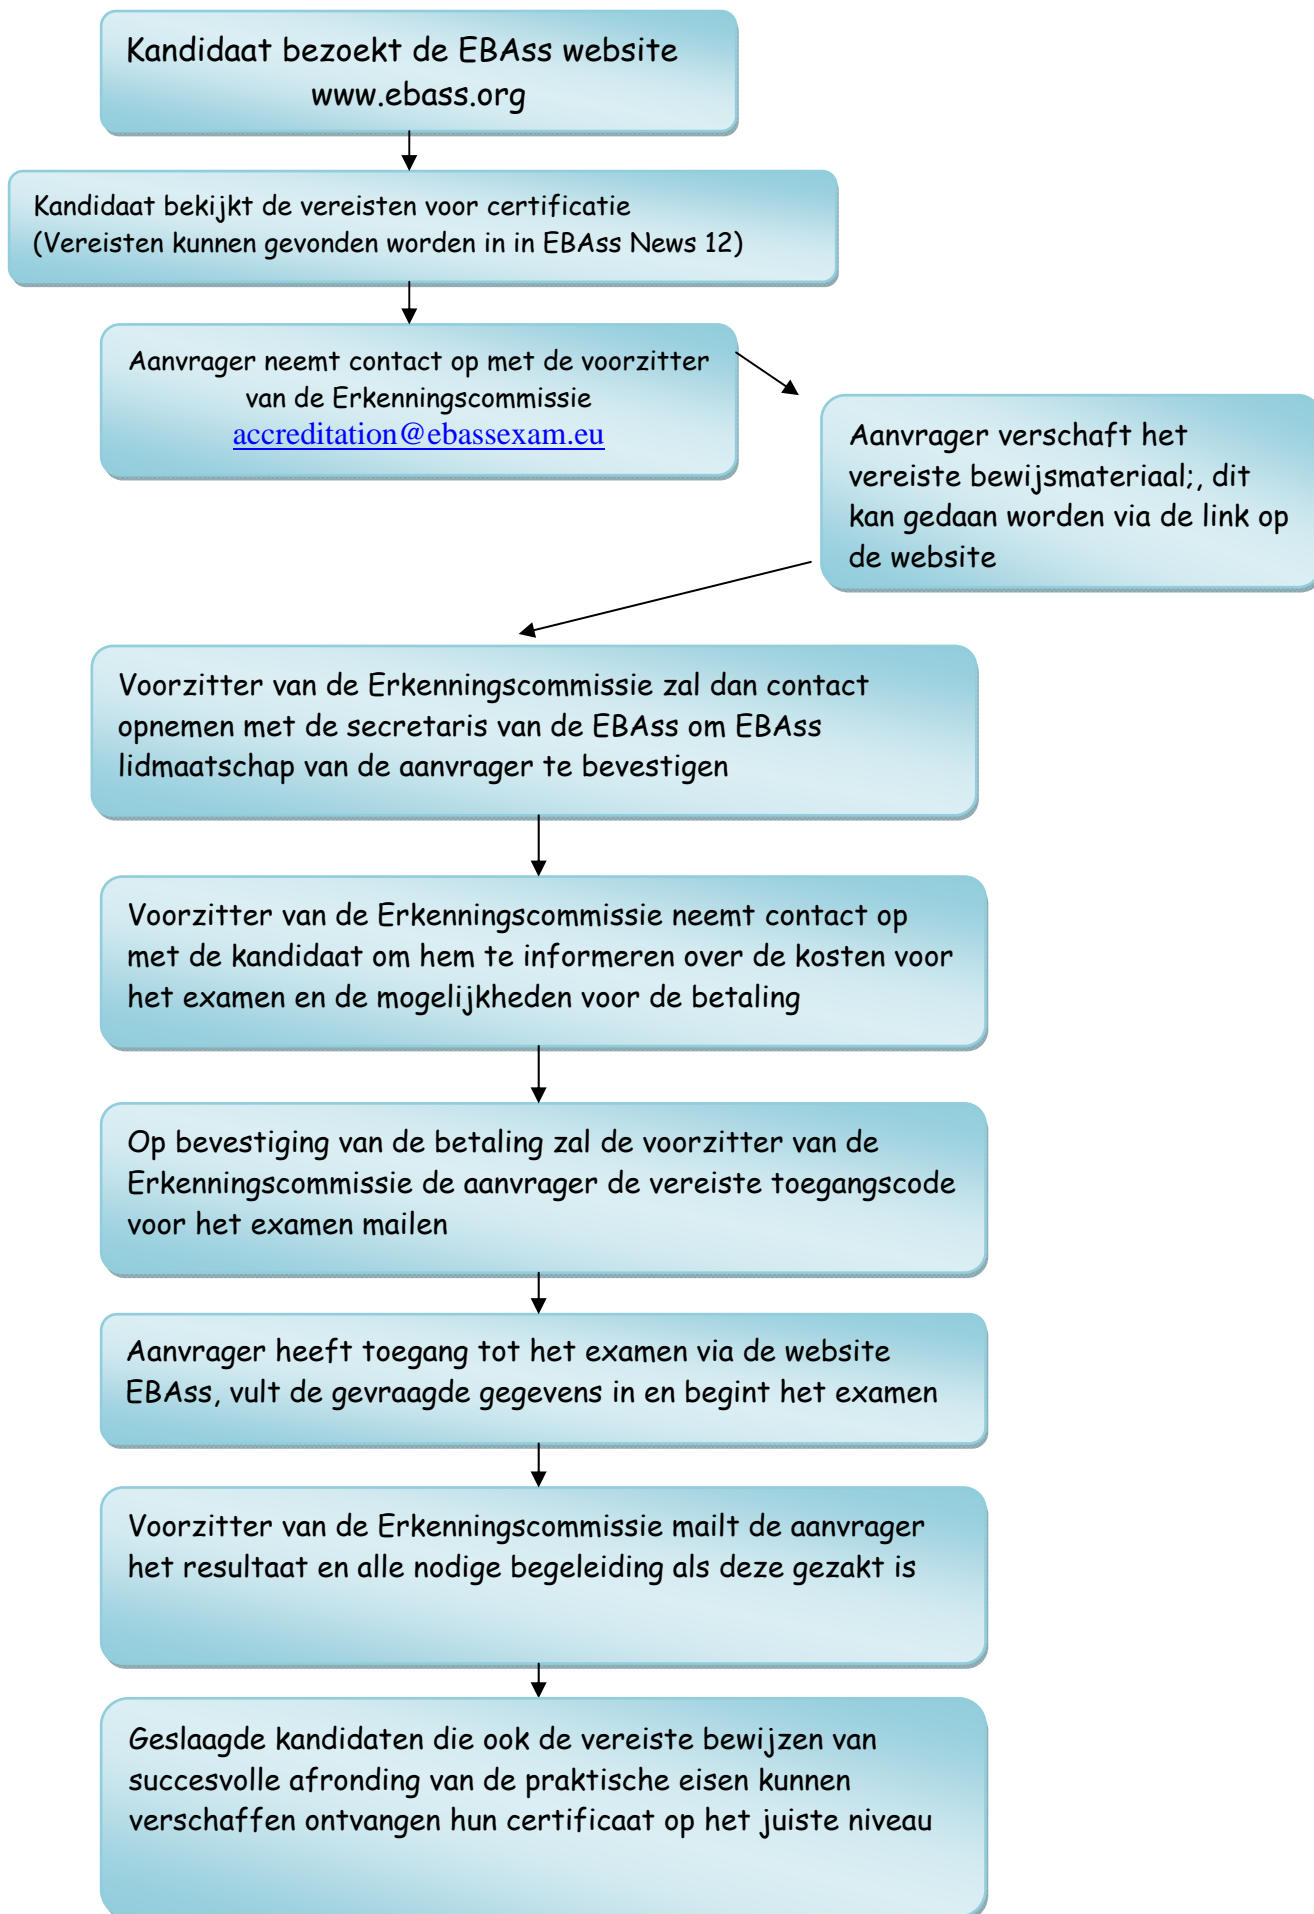 Kandidaat bezoekt de EBAss website
www.ebass.org
Kandidaat bekijkt de vereisten voor certificatie
(Vereisten kunnen gevonden worden in in EBAss News 12)
Aanvrager neemt contact op met de voorzitter
van de Erkenningscommissie
accreditation@ebassexam.eu
Aanvrager verschaft het
vereiste bewijsmateriaal;, dit
kan gedaan worden via de link op
de website
Voorzitter van de Erkenningscommissie zal dan contact
opnemen met de secretaris van de EBAss om EBAss
lidmaatschap van de aanvrager te bevestigen
Voorzitter van de Erkenningscommissie neemt contact op
met de kandidaat om hem te informeren over de kosten voor
het examen en de mogelijkheden voor de betaling
Op bevestiging van de betaling zal de voorzitter van de
Erkenningscommissie de aanvrager de vereiste toegangscode
voor het examen mailen
Aanvrager heeft toegang tot het examen via de website
EBAss, vult de gevraagde gegevens in en begint het examen
Voorzitter van de Erkenningscommissie mailt de aanvrager
het resultaat en alle nodige begeleiding als deze gezakt is
Geslaagde kandidaten die ook de vereiste bewijzen van
succesvolle afronding van de praktische eisen kunnen
verschaffen ontvangen hun certificaat op het juiste niveau